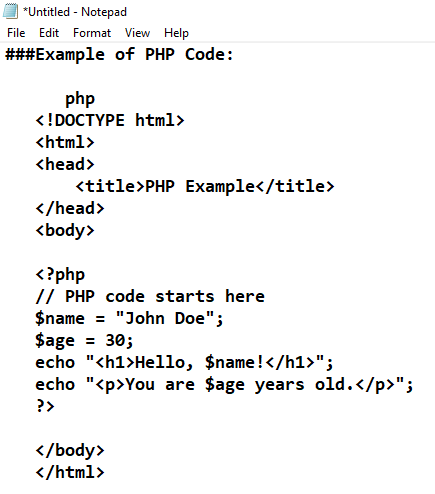 *Untitled - Notepad
File Edit Format View Help
###Example of PHP Code:
php
<!DOCTYPE html>
<html>
<head>
<title>PHP Example</title>
</head>
<body>
<?php
// PHP code starts here
$name = "John Doe";
$age = 30;
echo "<h1>Hello, $name!</h1>";
echo "<p>You are $age years old.</p>";
?>
</body>
</html>